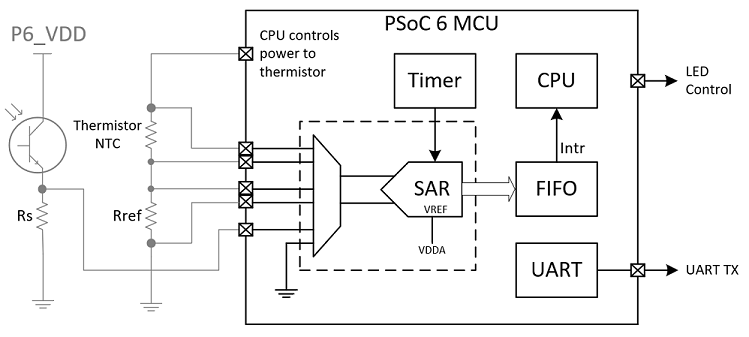 PSoC 6 MCU
P6_VDD
CPU controls
power to
thermistor
Timer
CPU
LED
Control
Thermistor
NTC
Intr
SAR
VREF
FIFO
Rs
Rref
VDDA
UART
UART TX